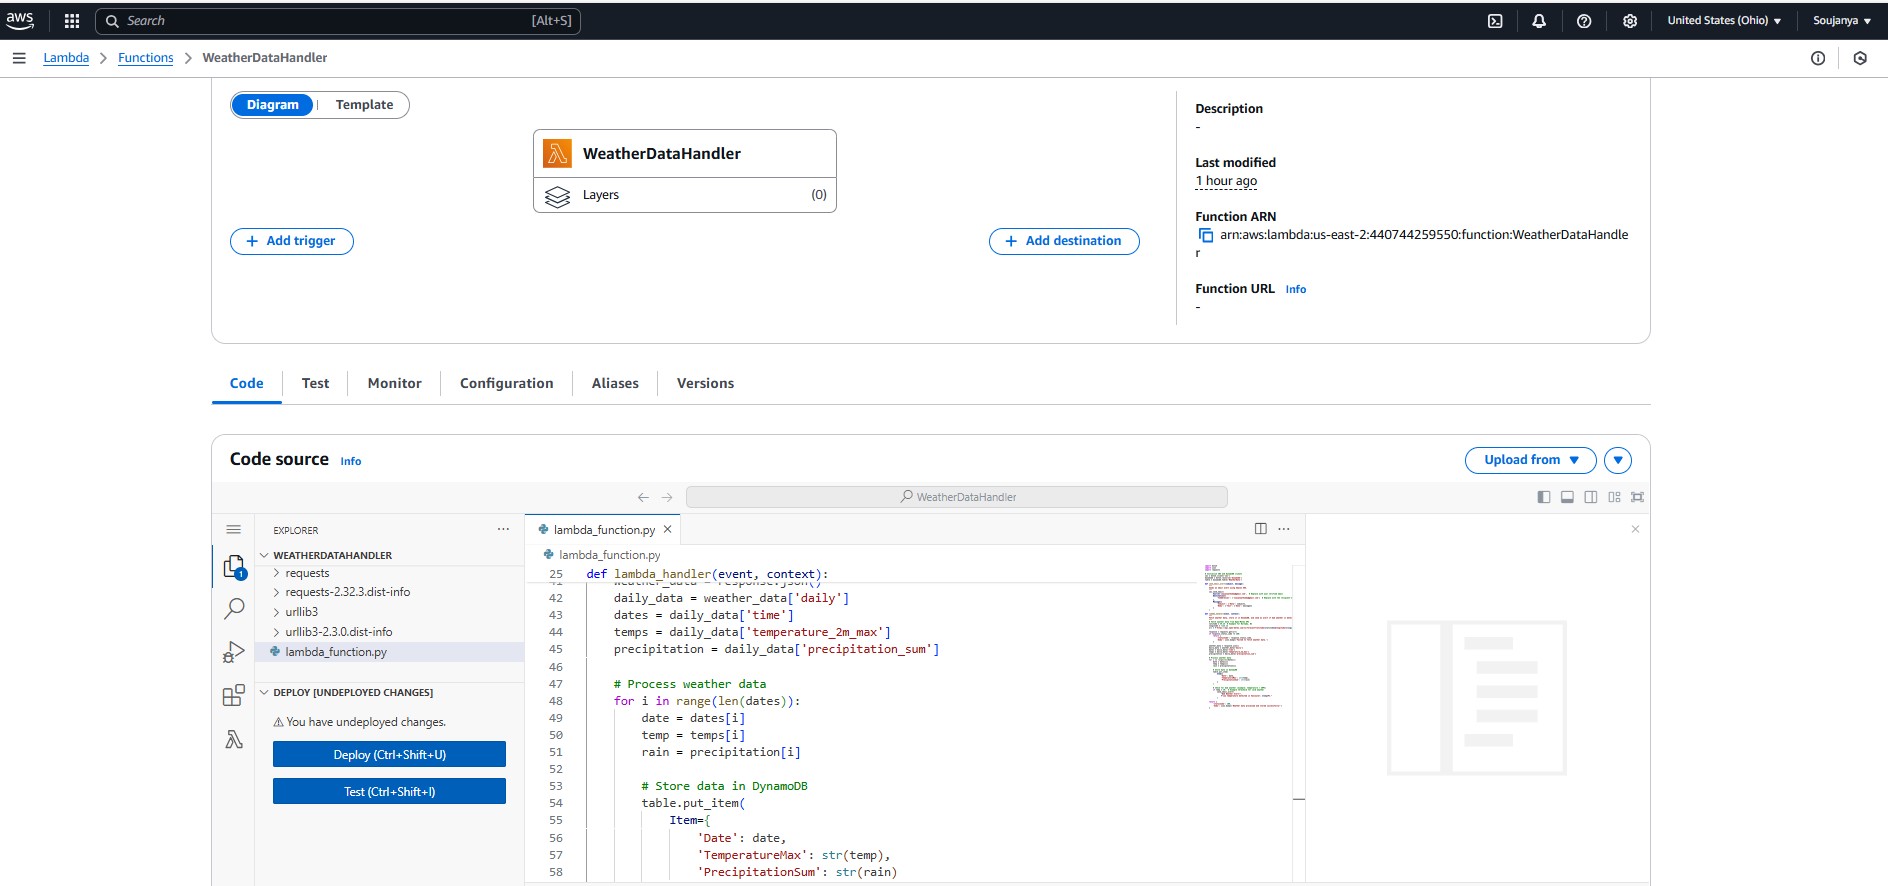 aws
Search
[Alt+S]
United States (Ohio)
Soujanya
Lambda
Functions
WeatherDataHandler
Diagram
Template
WeatherDataHandler
Layers
(0)
+ Add trigger
+ Add destination
Description
-
Last modified
1 hour ago
Function ARN
arn:aws:lambda:us-east-2:440744259550:function:WeatherDataHandle
r
Function URL Info
-
Code
Test
Monitor
Configuration
Aliases
Versions
Code source Info
Upload from
WeatherDataHandler
EXPLORER
WEATHERDATAHANDLER
requests
requests-2.32.3.dist-info
urllib3
urllib3-2.3.0.dist-info
lambda_function.py
DEPLOY [UNDEPLOYED CHANGES]
You have undeployed changes.
Deploy (Ctrl+Shift+U)
Test (Ctrl+Shift+I)
1
lambda_function.py
lambda_function.py
25 def lambda_handler(event, context):
41 weather_data = response.json()
42 daily_data = weather_data['daily']
43 dates = daily_data['time']
44 temps = daily_data['temperature_2m_max']
45 precipitation = daily_data['precipitation_sum']
46
47 # Process weather data
48 for i in range(len(dates)):
49 date = dates[i]
50 temp = temps[i]
51 rain = precipitation[i]
52
53 # Store data in DynamoDB
54 table.put_item(
55 Item={
56 'Date': date,
57 'TemperatureMax': str(temp),
58 'PrecipitationSum': str(rain)